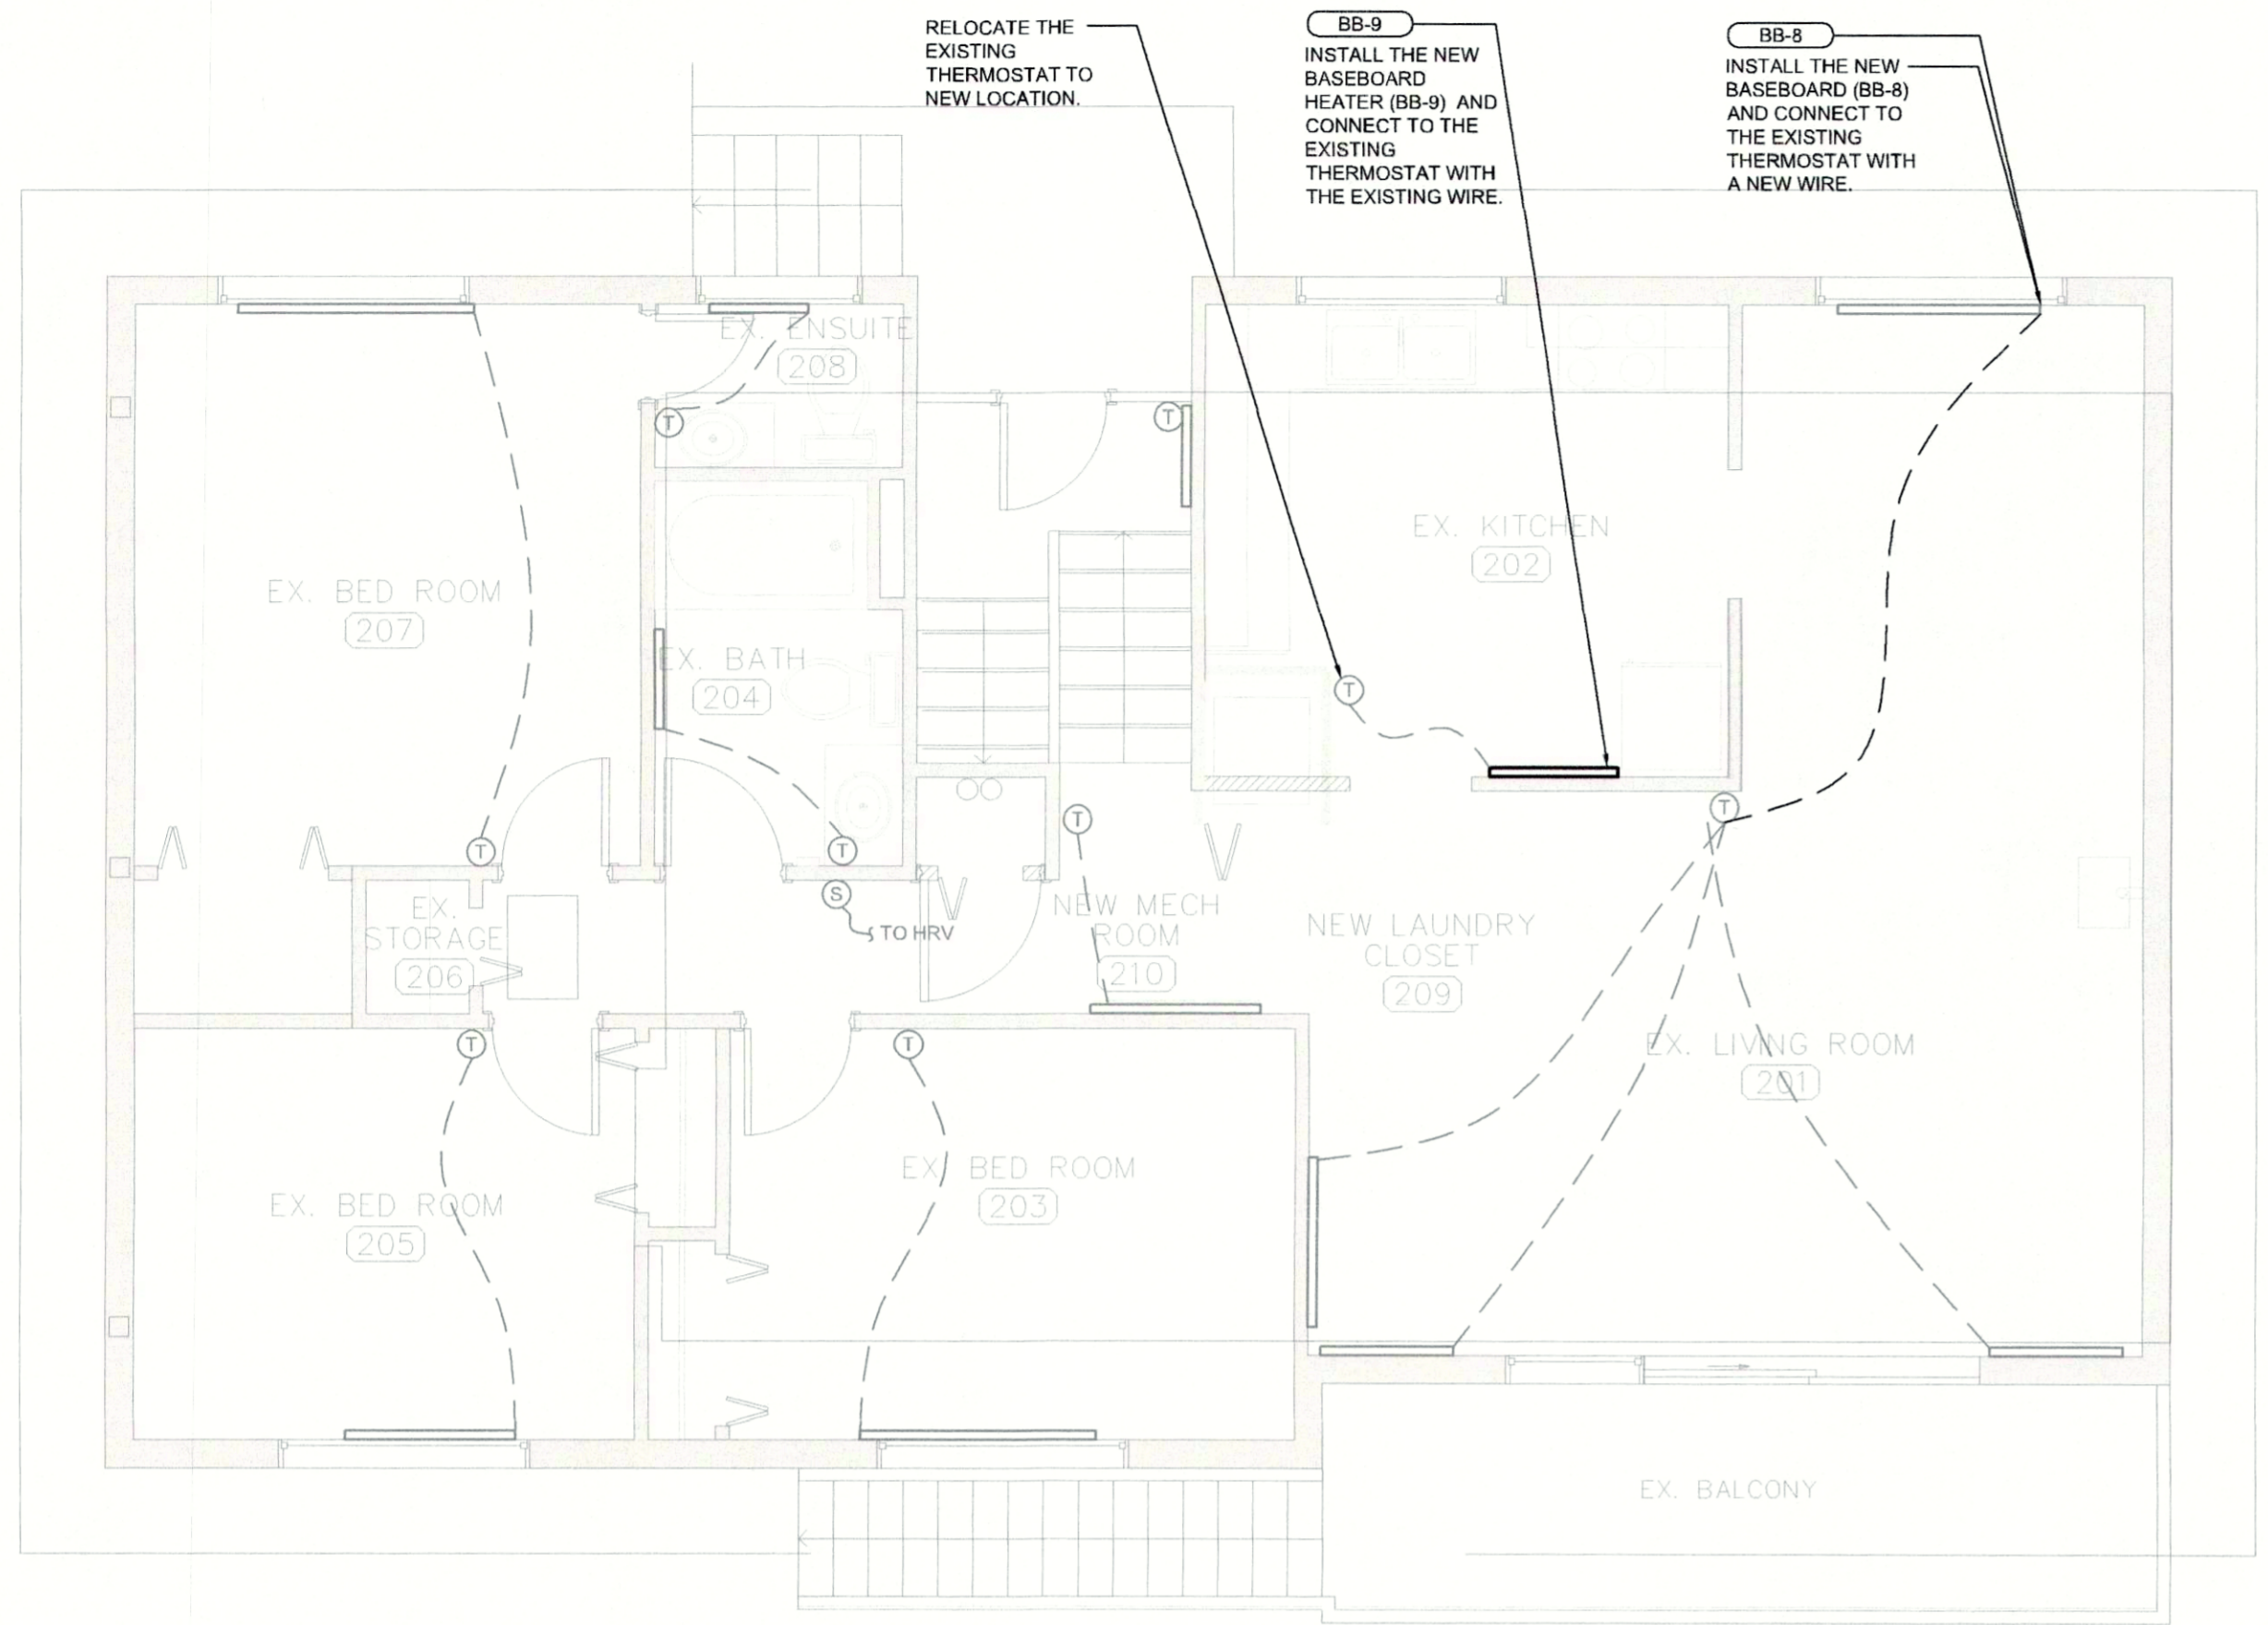 RELOCATE THE
EXISTING
THERMOSTAT TO
NEW LOCATION.
BB-9
INSTALL THE NEW
BASEBOARD
HEATER (BB-9) AND
CONNECT TO THE
EXISTING
THERMOSTAT WITH
THE EXISTING WIRE.
BB-8
INSTALL THE NEW
BASEBOARD (BB-8)
AND CONNECT TO
THE EXISTING
THERMOSTAT WITH
A NEW WIRE.
EX. ENSUITE
208
T
T
EX. KITCHEN
202
EX. BED ROOM
207
EX. BATH
204
T
T
T
T
T
S
TO HRV
EX.
STORAGE
206
NEW MECH
ROOM
210
NEW LAUNDRY
CLOSET
209
T
T
EX. LIVING ROOM
201
EX. BED ROOM
203
EX. BED ROOM
205
EX. BALCONY